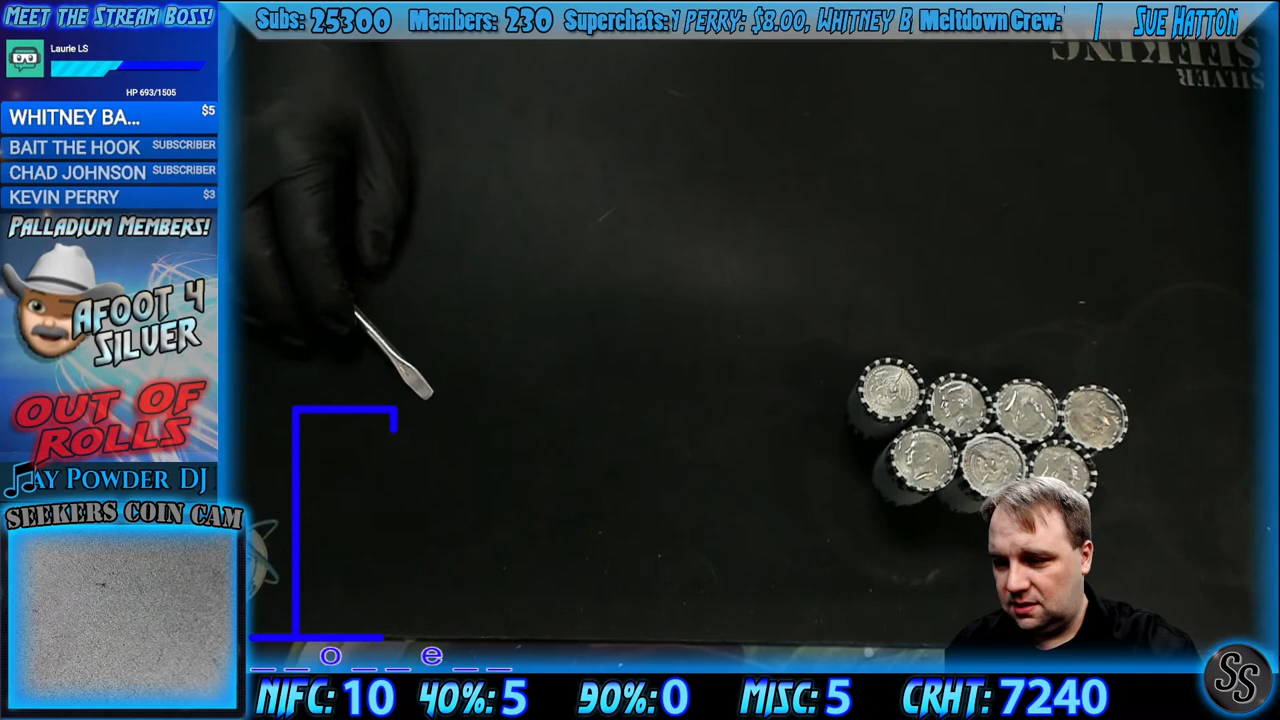 MEET THE STREAM BOSS!
Laurie LS
HP 693/1505
WHITNEY BA... $5
BAIT THE HOOK SUBSCRIBER
CHAD JOHNSON SUBSCRIBER
KEVIN PERRY $3
PALLADIUM MEMBERS!
AFOOT 4
SILVER
OUT OF
ROLLS
AY POWDER DJ
SEEKERS COIN CAM
SUBS: 25300 MEMBERS: 230 SUPERCHATS: PERRY: $8.00, WHITNEY B MELTDOWN CREW: | SUE HATTON
SILVER
SEEKING
_ _ o _ _ e _ _
NIFC: 10 40%: 5 90%: 0 MISC: 5 CRHT: 7240
SS